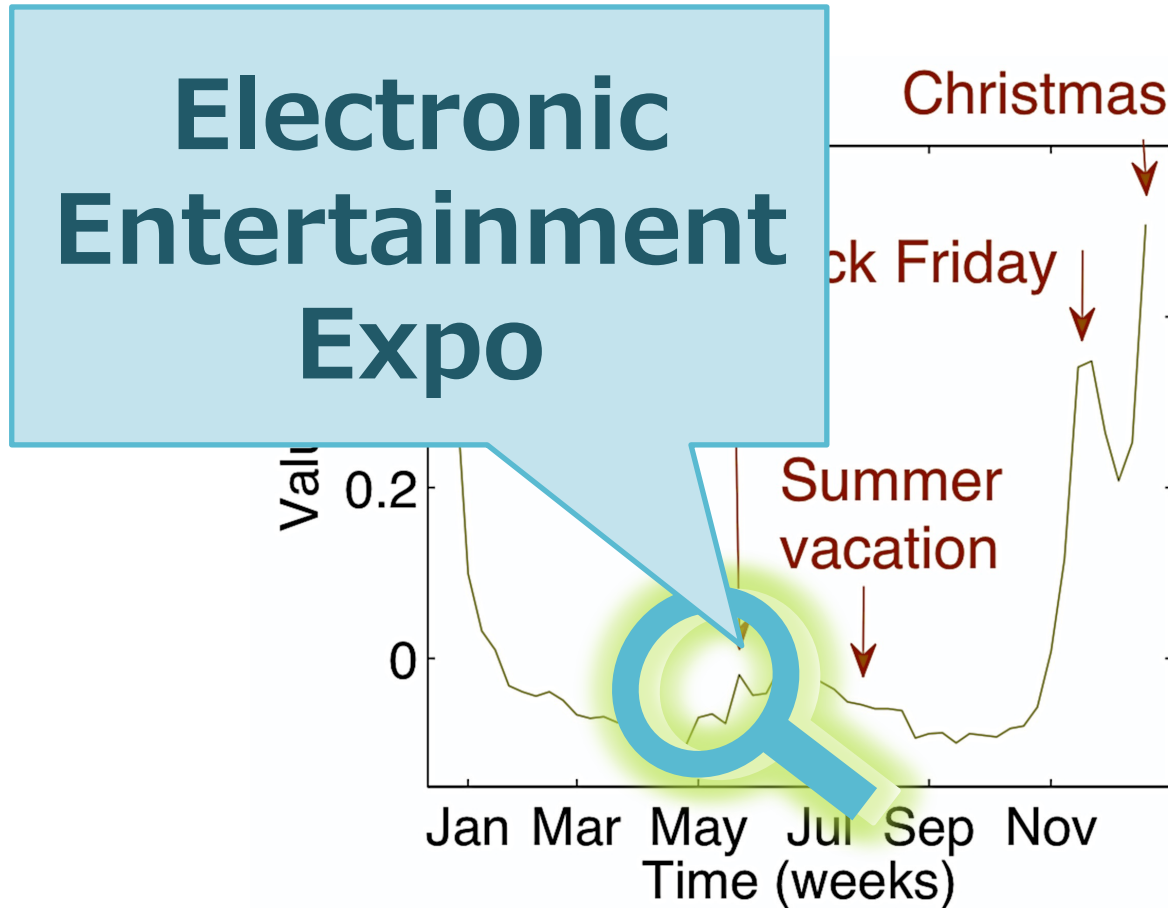 Electronic
Entertainment
Expo
Christmas
ck Friday
Summer
vacation
Valu
0.2
0
Jan Mar May Jul Sep Nov
Time (weeks)